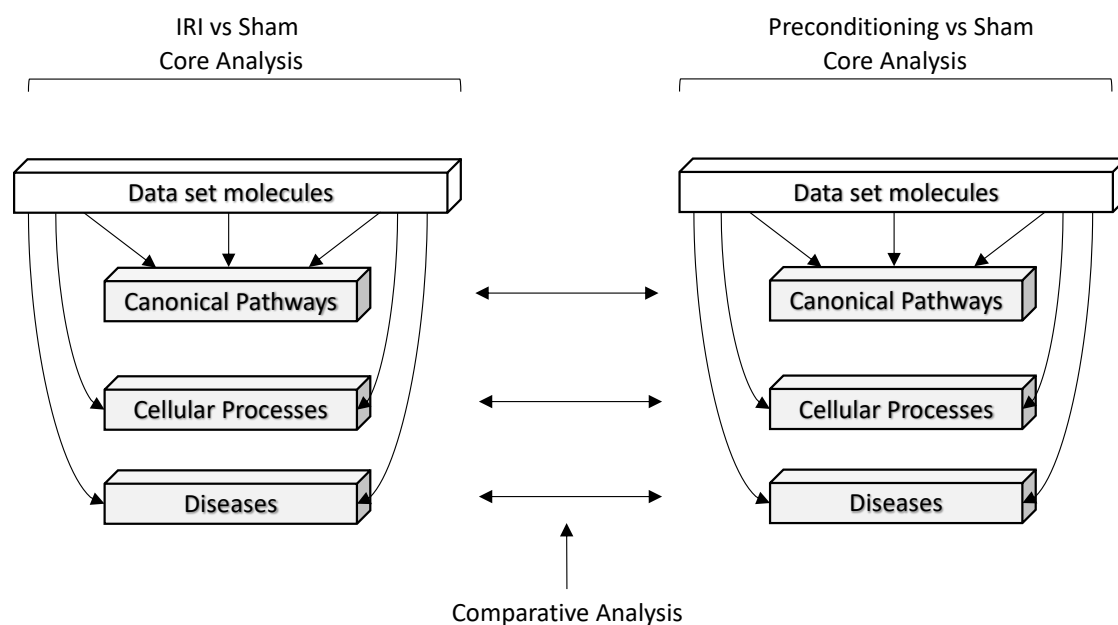 IRI vs Sham
Core Analysis
Preconditioning vs Sham
Core Analysis
Data set molecules
Data set molecules
Canonical Pathways
Canonical Pathways
Cellular Processes
Cellular Processes
Diseases
Diseases
Comparative Analysis